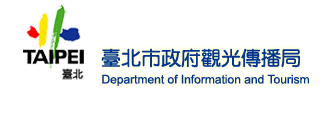 TAIPEI
臺北
臺北市政府觀光傳播局
Department of Information and Tourism